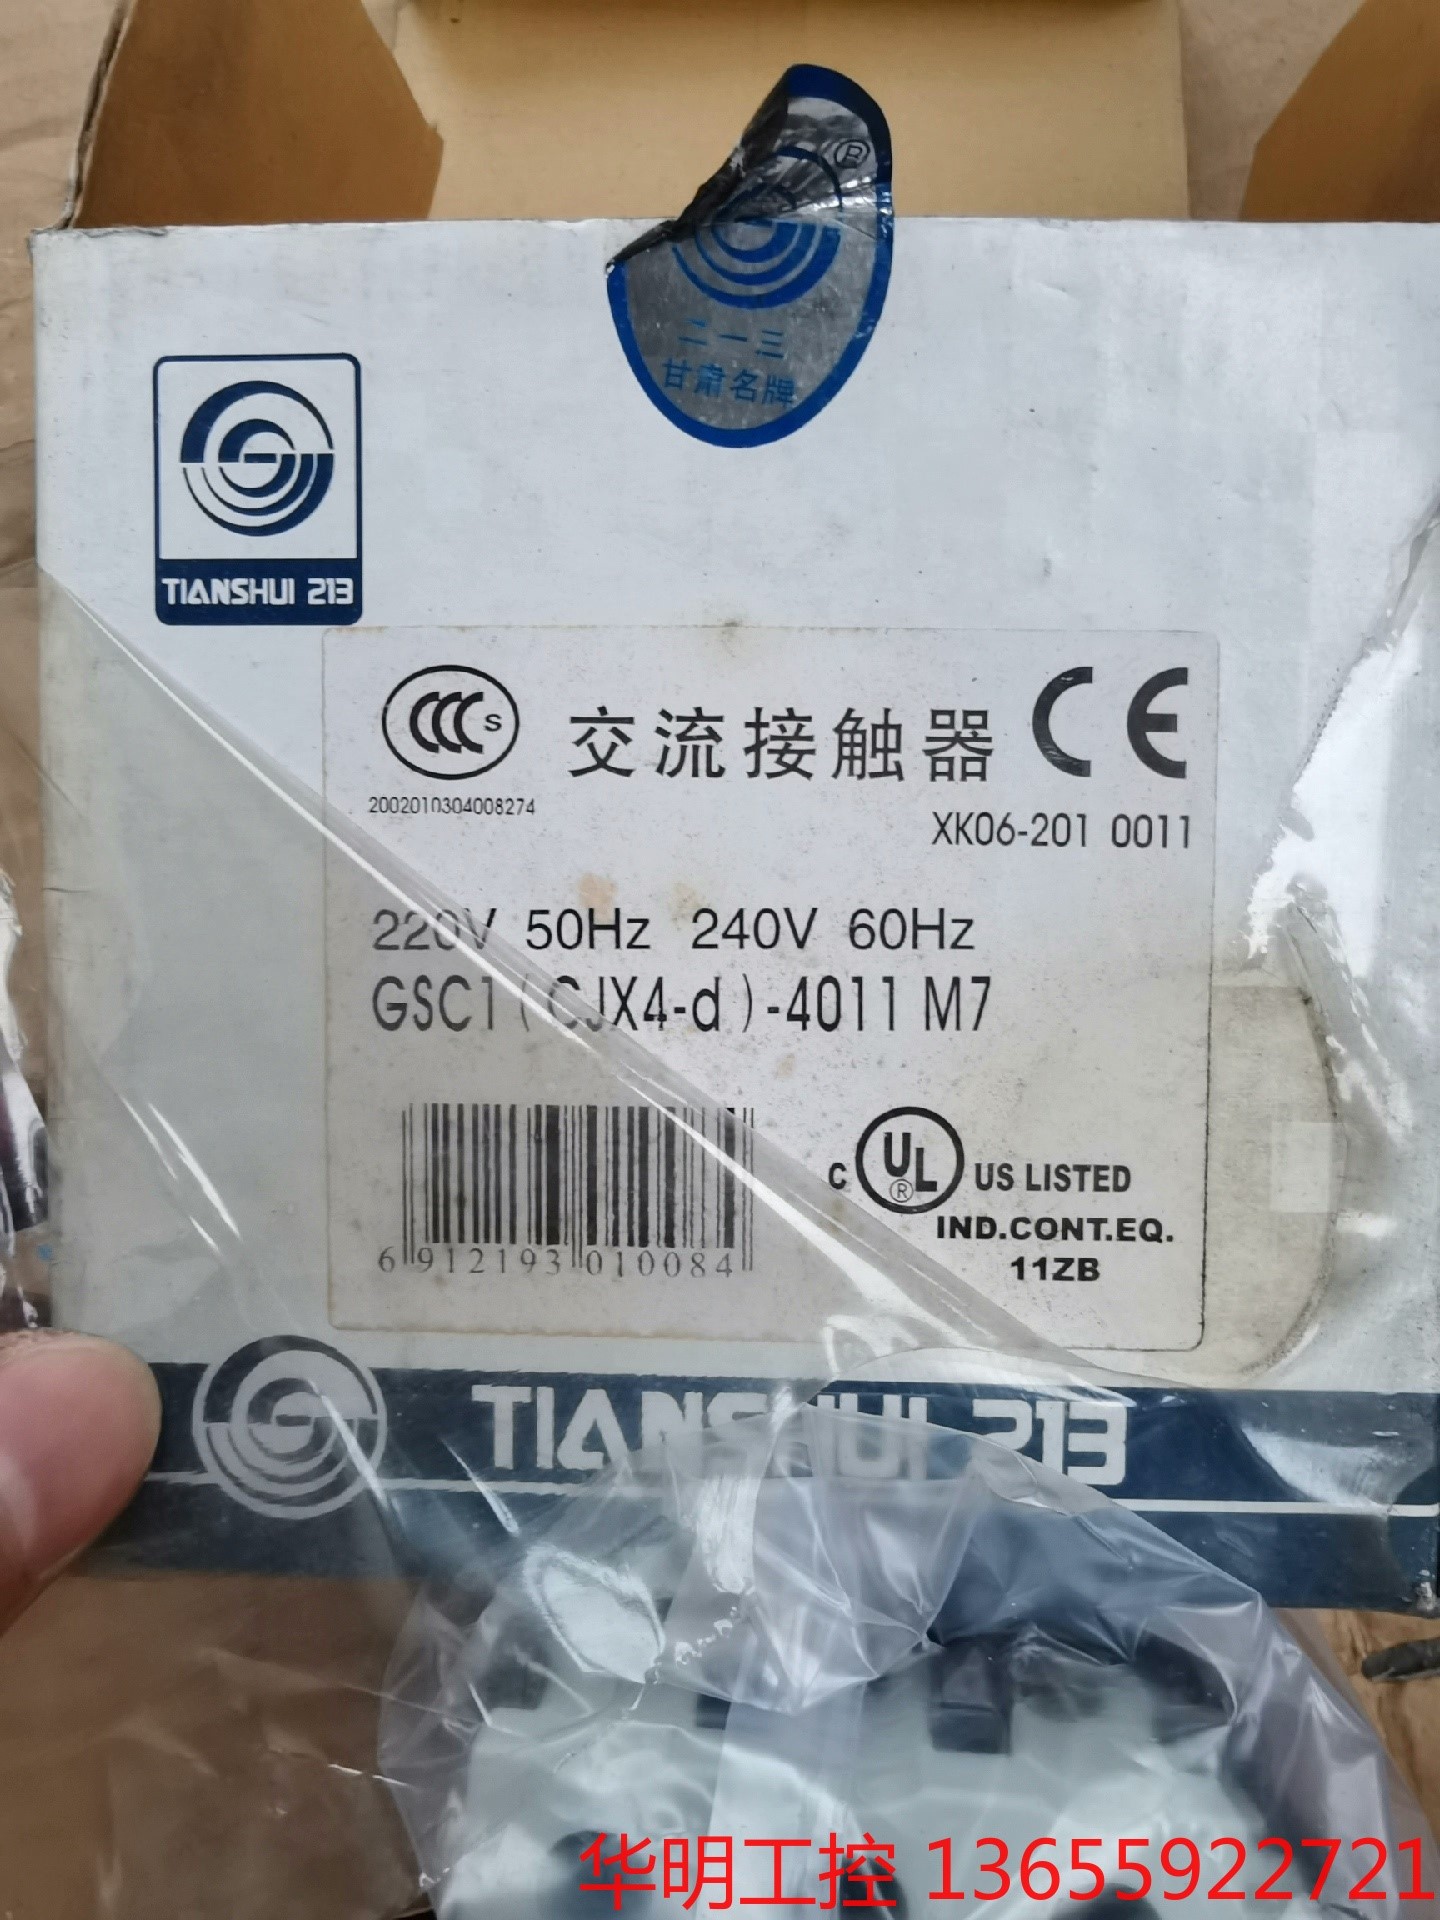 ®
二一三
甘肃名牌
TIANSHUI 213
CCC S
交流接触器 CE
2002010304008274
XK06-201 0011
220V 50Hz 240V 60Hz
GSC1(CJX4-d)-4011 M7
6 912193 010084
C UL® US LISTED
IND.CONT.EQ.
11ZB
TIANSHUI 213
华明工控 13655922721